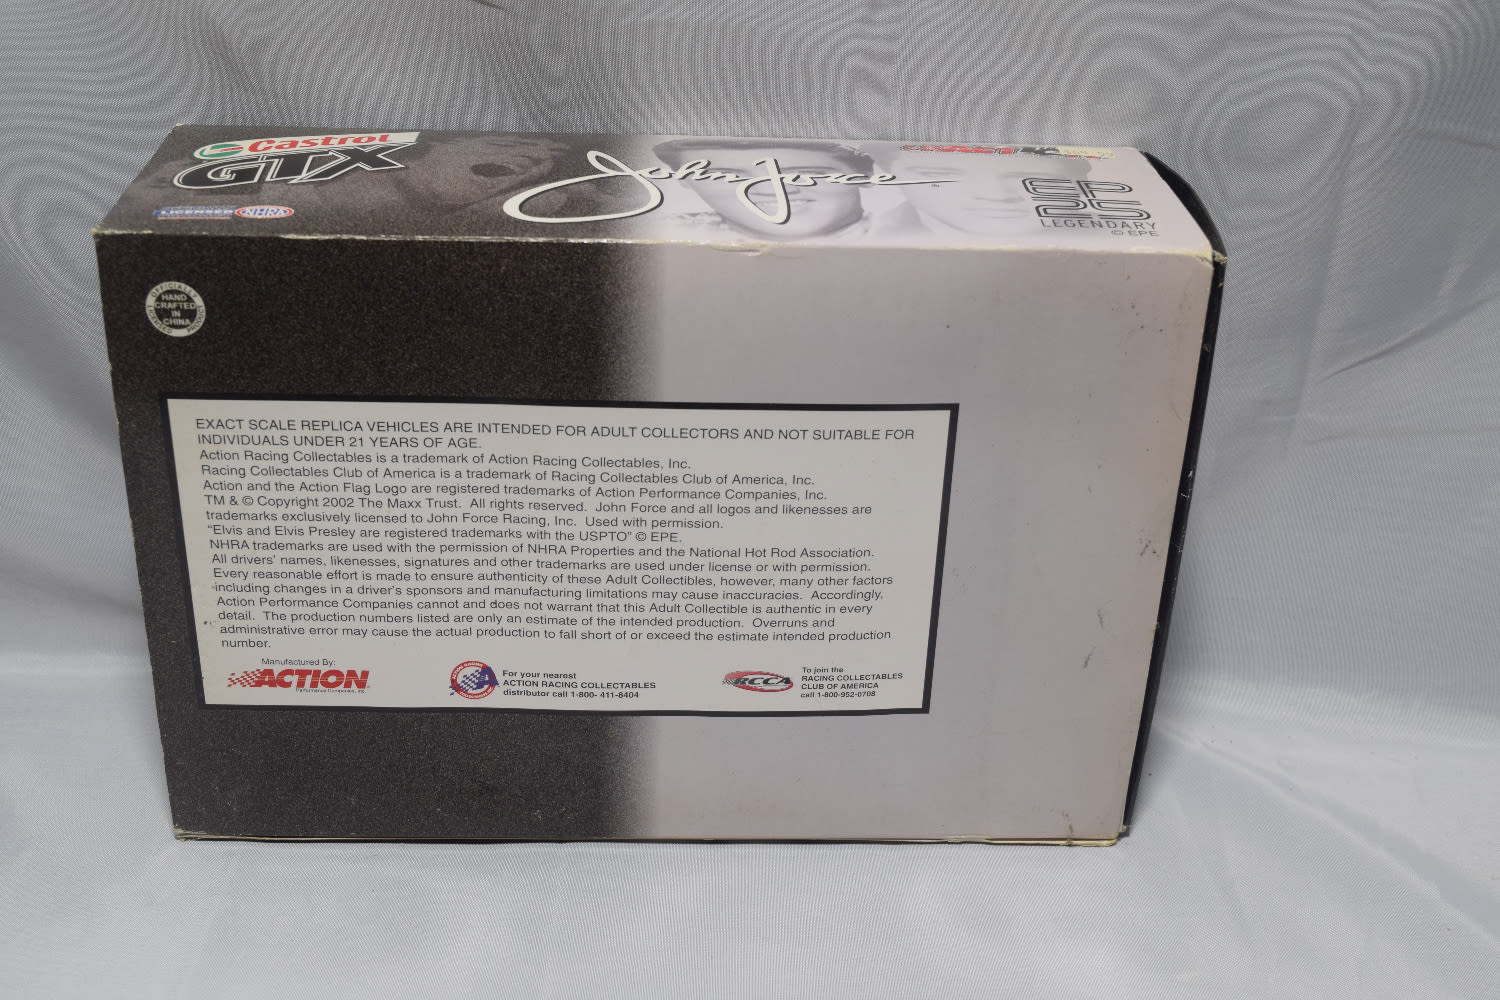 Castrol
GTX
LICENSED NHRA
John Force
EP
25
LEGENDARY
© EPE
OFFICIALLY
HAND
CRAFTED
IN
CHINA
LICENSED PRODUCT
EXACT SCALE REPLICA VEHICLES ARE INTENDED FOR ADULT COLLECTORS AND NOT SUITABLE FOR
INDIVIDUALS UNDER 21 YEARS OF AGE.
Action Racing Collectables is a trademark of Action Racing Collectables, Inc.
Racing Collectables Club of America is a trademark of Racing Collectables Club of America, Inc.
Action and the Action Flag Logo are registered trademarks of Action Performance Companies, Inc.
TM & © Copyright 2002 The Maxx Trust. All rights reserved. John Force and all logos and likenesses are
trademarks exclusively licensed to John Force Racing, Inc. Used with permission.
"Elvis and Elvis Presley are registered trademarks with the USPTO" © EPE.
NHRA trademarks are used with the permission of NHRA Properties and the National Hot Rod Association.
All drivers' names, likenesses, signatures and other trademarks are used under license or with permission.
Every reasonable effort is made to ensure authenticity of these Adult Collectibles, however, many other factors
including changes in a driver's sponsors and manufacturing limitations may cause inaccuracies. Accordingly,
Action Performance Companies cannot and does not warrant that this Adult Collectible is authentic in every
detail. The production numbers listed are only an estimate of the intended production. Overruns and
administrative error may cause the actual production to fall short of or exceed the estimate intended production
number.
Manufactured By:
ACTION
Performance Companies, Inc.
For your nearest
ACTION RACING COLLECTABLES
distributor call 1-800- 411-8404
RCCA
To join the
RACING COLLECTABLES
CLUB OF AMERICA
call 1-800-952-0708